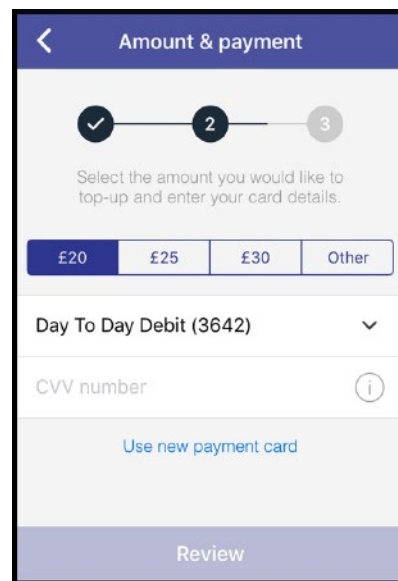 Amount & payment
2
3
Select the amount you would like to
top-up and enter your card details.
£20 £25 £30 Other
Day To Day Debit (3642)
CVV number i
Use new payment card
Review